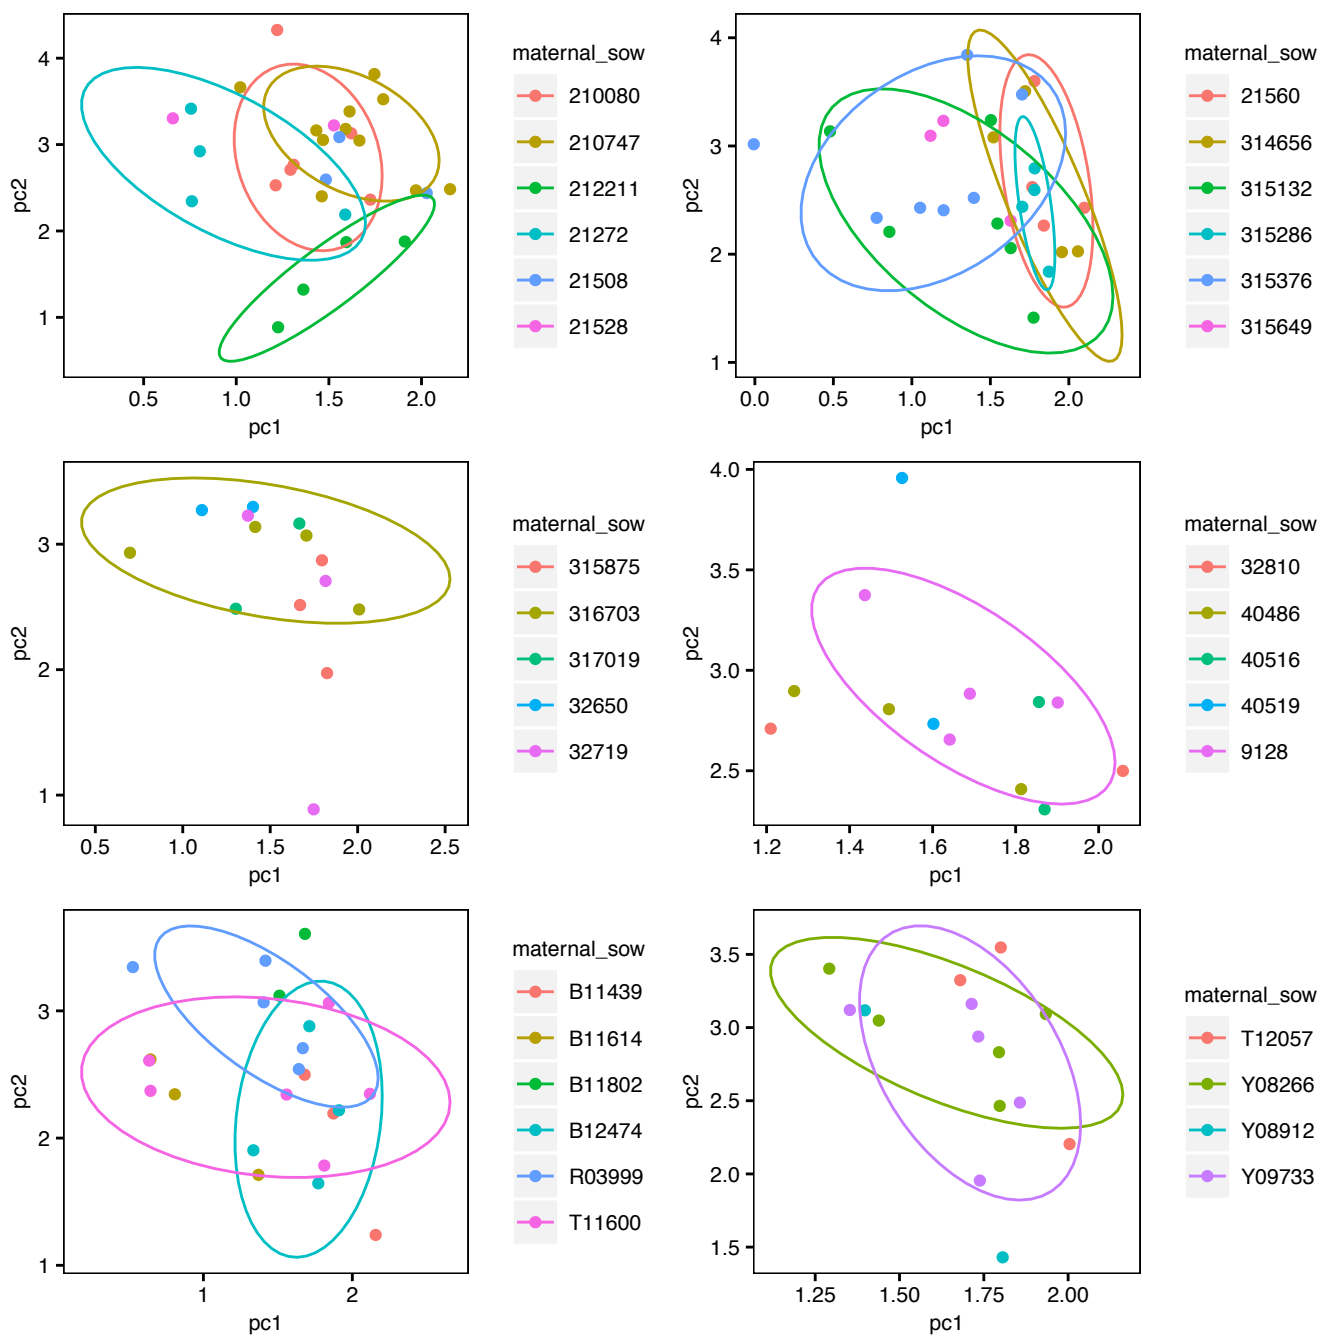 maternal_sow
210080
210747
212211
21272
21508
21528
pc2
4
3
2
1
0.5 1.0 1.5 2.0
pc1
maternal_sow
21560
314656
315132
315286
315376
315649
pc2
4
3
2
1
0.0 0.5 1.0 1.5 2.0
pc1
maternal_sow
315875
316703
317019
32650
32719
pc2
3
2
1
0.5 1.0 1.5 2.0 2.5
pc1
maternal_sow
32810
40486
40516
40519
9128
pc2
4.0
3.5
3.0
2.5
1.2 1.4 1.6 1.8 2.0
pc1
maternal_sow
B11439
B11614
B11802
B12474
R03999
T11600
pc2
3
2
1
1 2
pc1
maternal_sow
T12057
Y08266
Y08912
Y09733
pc2
3.5
3.0
2.5
2.0
1.5
1.25 1.50 1.75 2.00
pc1